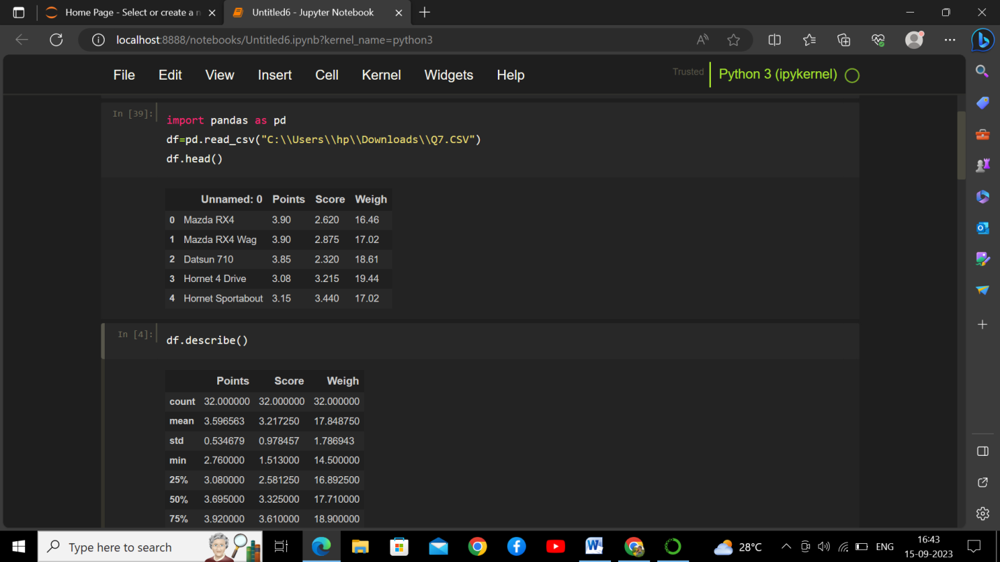 Home Page - Select or create a n
Untitled6 - Jupyter Notebook
localhost:8888/notebooks/Untitled6.ipynb?kernel_name=python3
File Edit View Insert Cell Kernel Widgets Help
Trusted
Python 3 (ipykernel)
In [39]:
import pandas as pd
df=pd.read_csv("C:\\Users\\hp\\Downloads\\Q7.CSV")
df.head()
Unnamed: 0 Points Score Weigh
0 Mazda RX4 3.90 2.620 16.46
1 Mazda RX4 Wag 3.90 2.875 17.02
2 Datsun 710 3.85 2.320 18.61
3 Hornet 4 Drive 3.08 3.215 19.44
4 Hornet Sportabout 3.15 3.440 17.02
In [4]:
df.describe()
Points Score Weigh
count 32.000000 32.000000 32.000000
mean 3.596563 3.217250 17.848750
std 0.534679 0.978457 1.786943
min 2.760000 1.513000 14.500000
25% 3.080000 2.581250 16.892500
50% 3.695000 3.325000 17.710000
75% 3.920000 3.610000 18.900000
Type here to search
28°C
ENG
16:43
15-09-2023